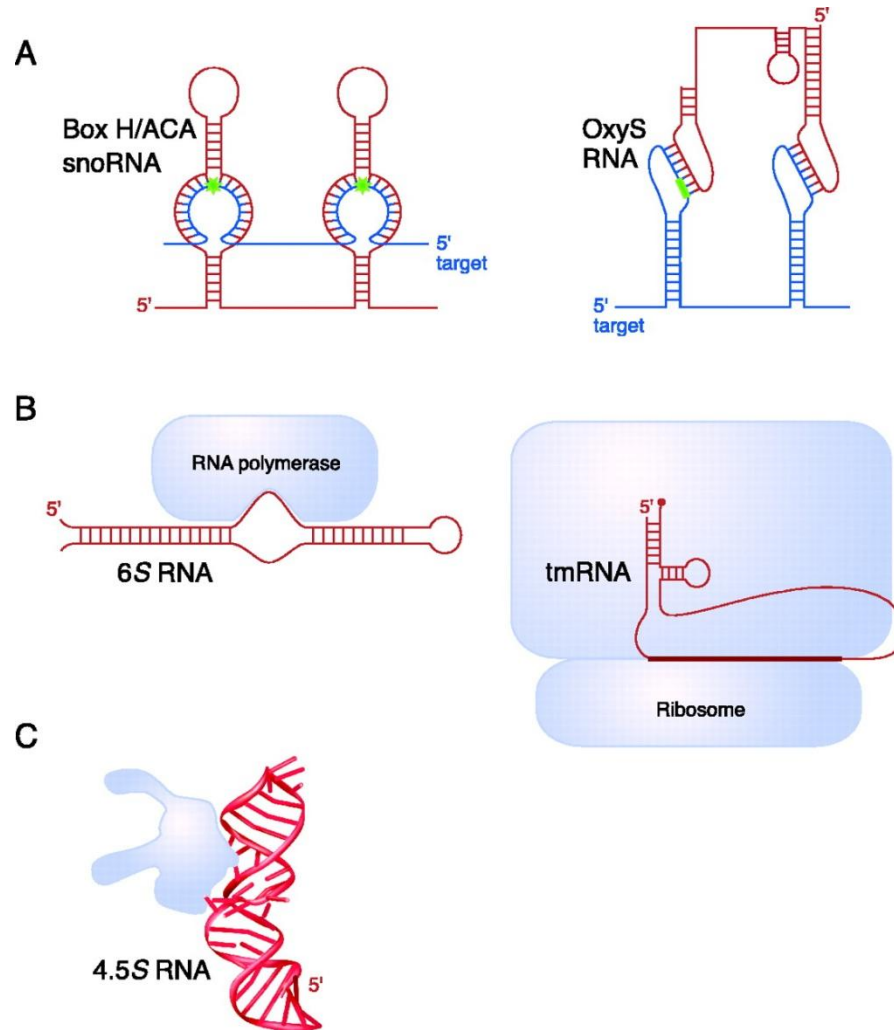 A
Box H/ACA
snoRNA
5'
target
5'
5'
OxyS
RNA
5'
target
B
RNA polymerase
5'
6S RNA
5'
tmRNA
Ribosome
C
4.5S RNA
5'